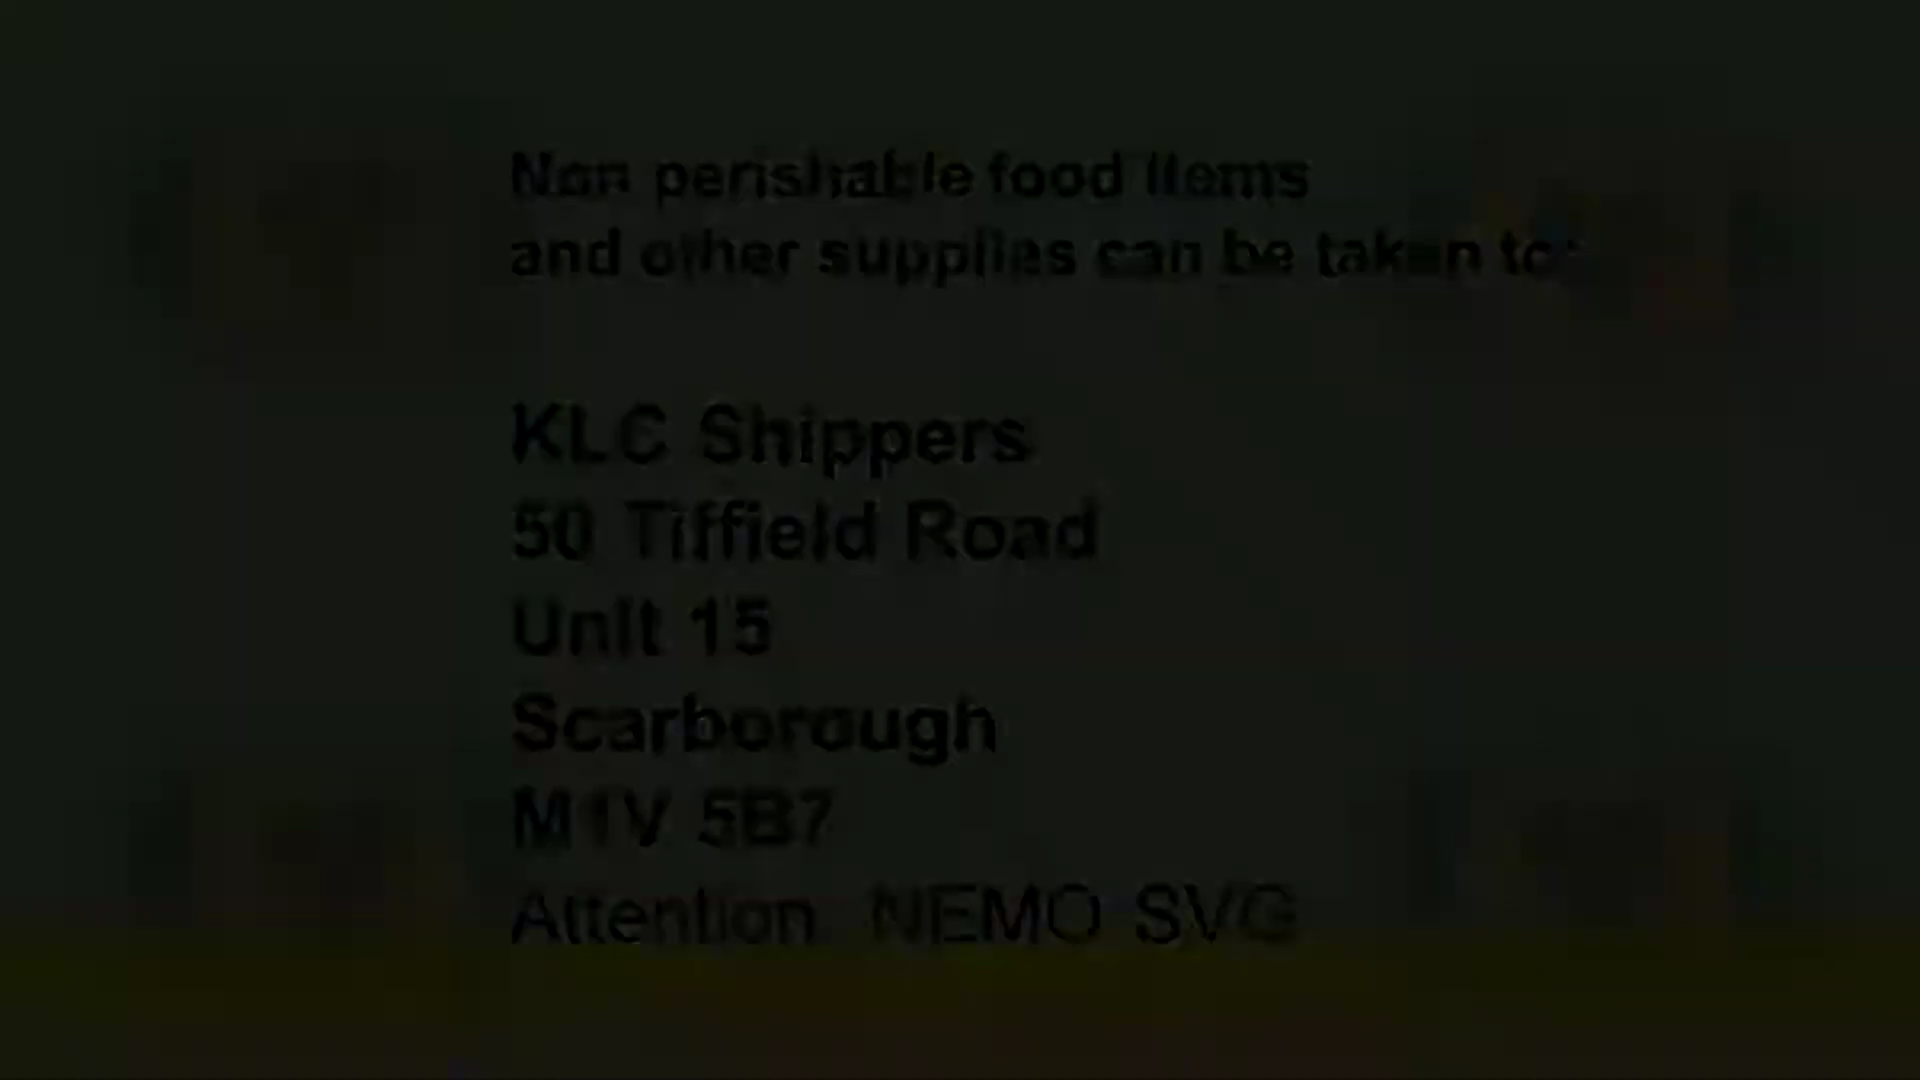 Non perishable food items
and other supplies can be taken to:
KLC Shippers
50 Tiffield Road
Unit 15
Scarborough
M1V 5B7
Attention NEMO SVG